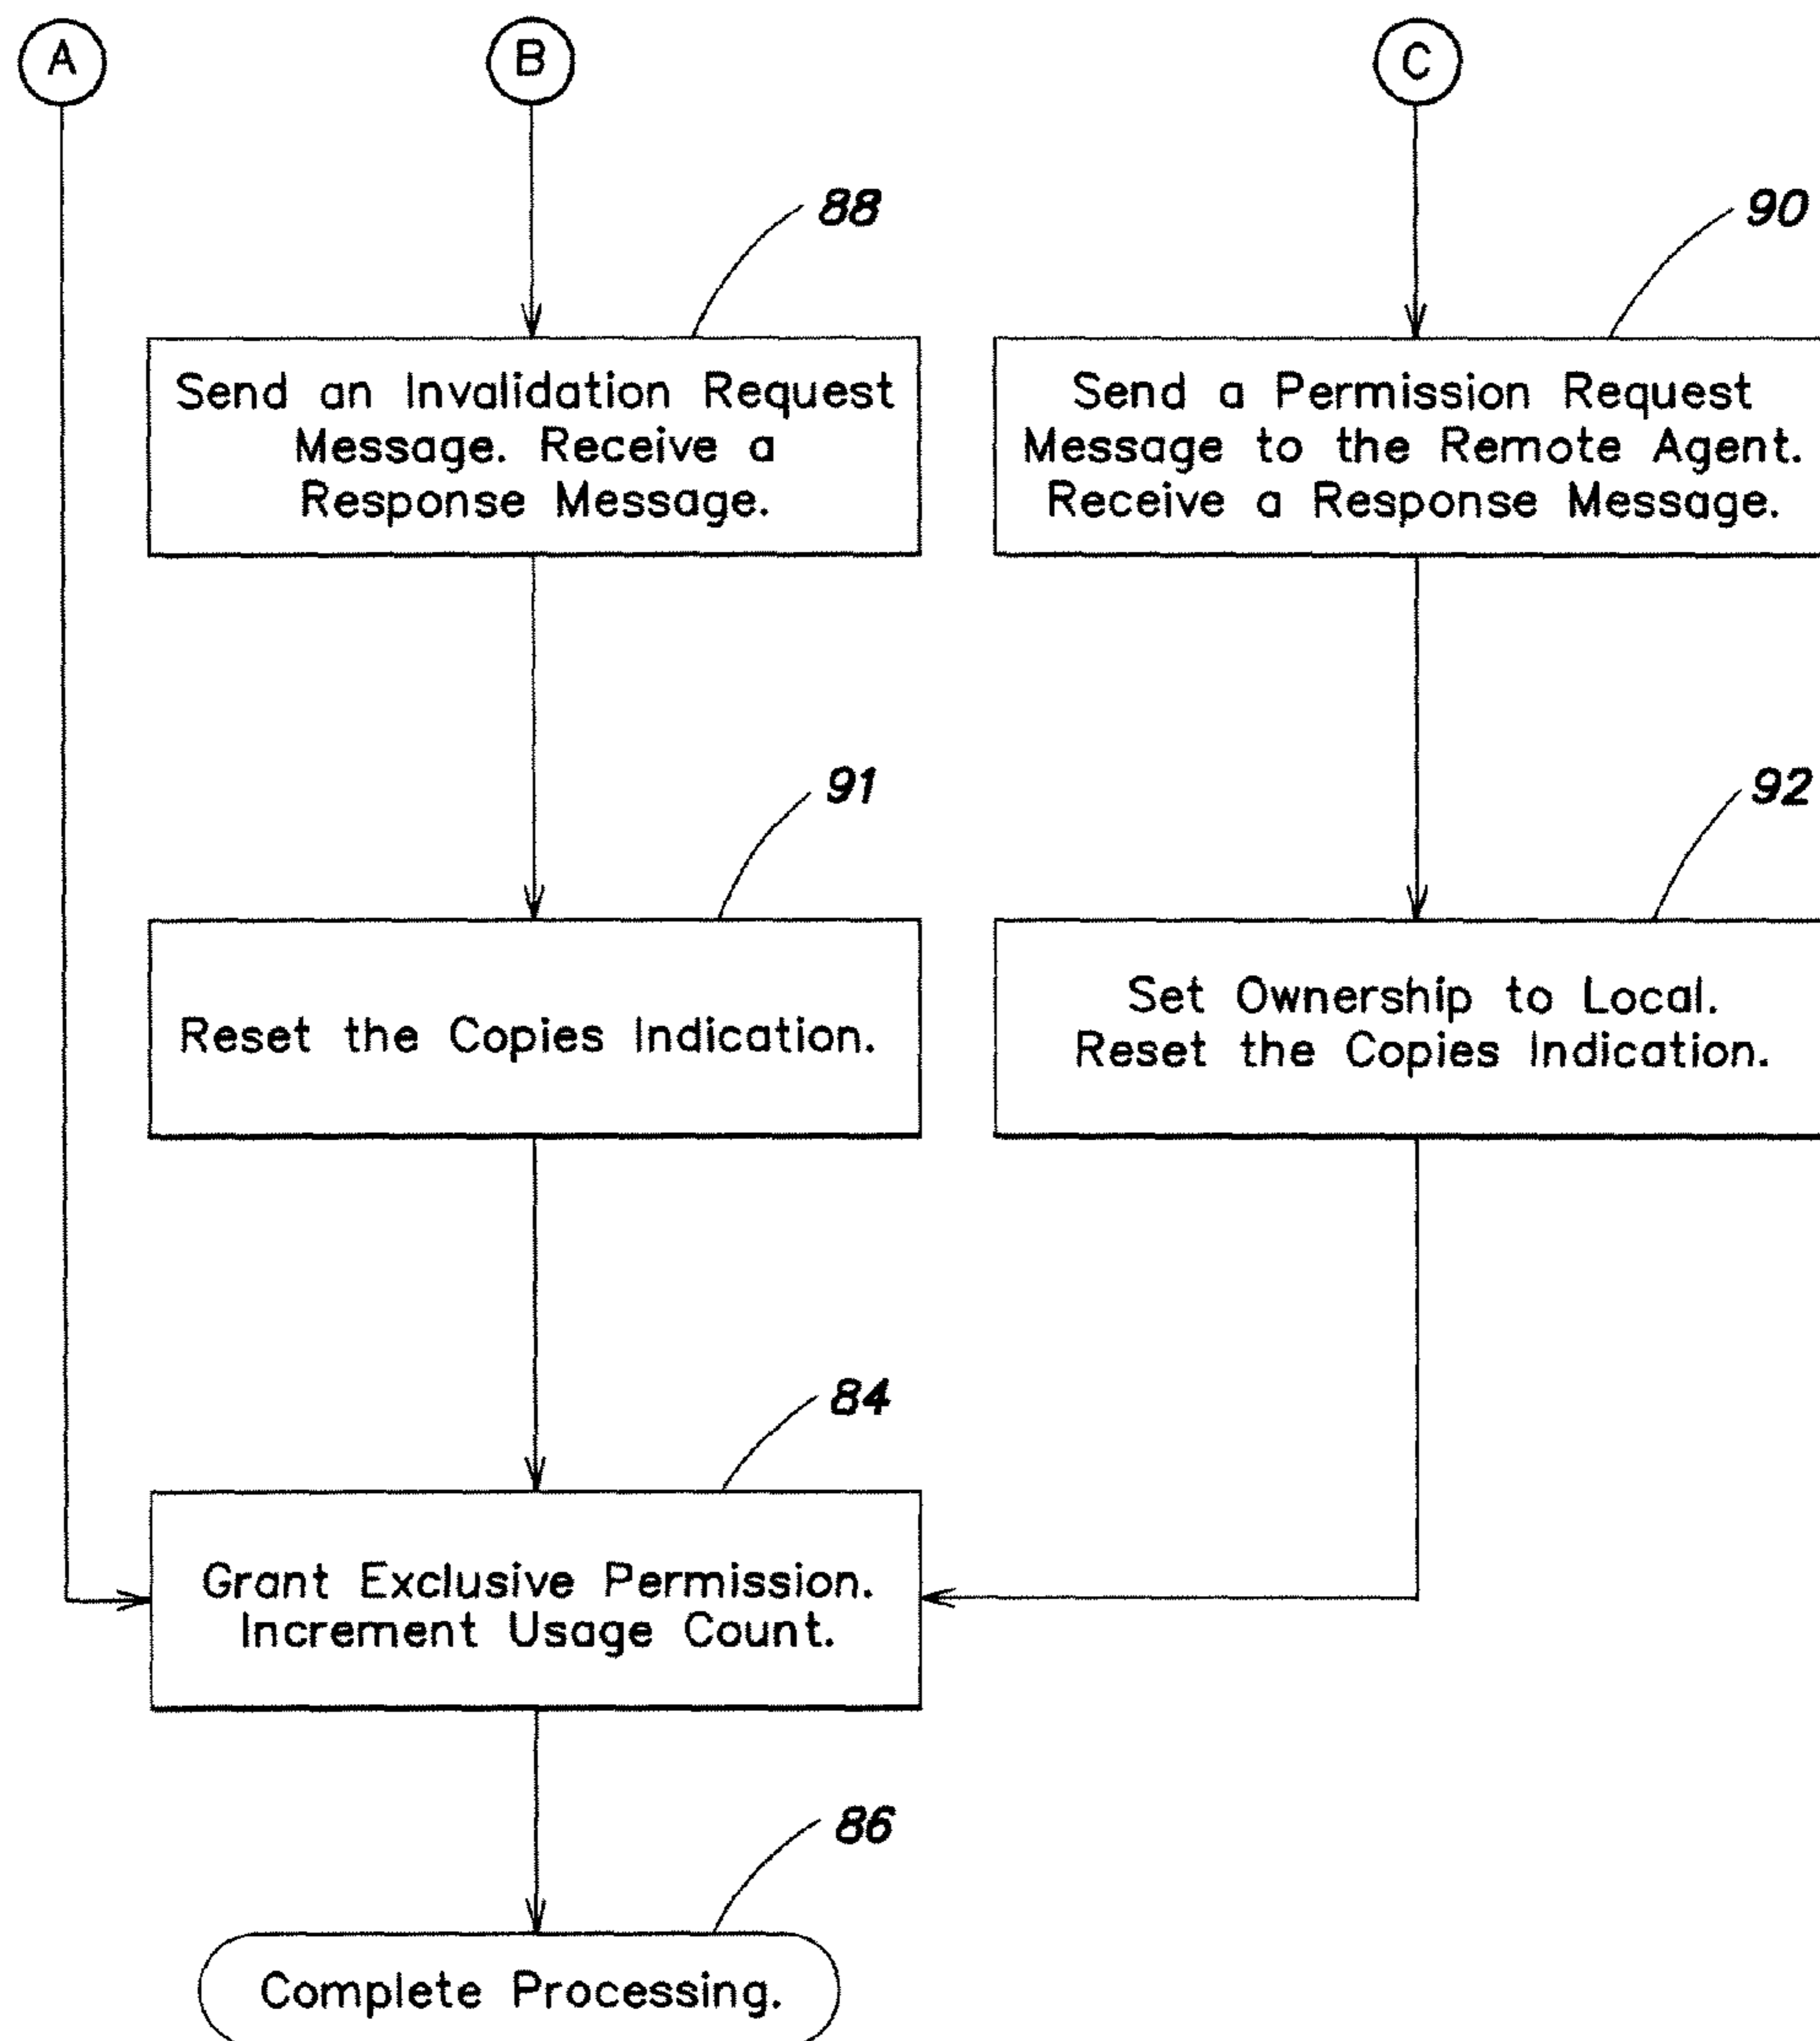 A
B
C
88
90
Send an Invalidation Request
Message. Receive a
Response Message.
Send a Permission Request
Message to the Remote Agent.
Receive a Response Message.
91
92
Reset the Copies Indication.
Set Ownership to Local.
Reset the Copies Indication.
84
Grant Exclusive Permission.
Increment Usage Count.
86
Complete Processing.